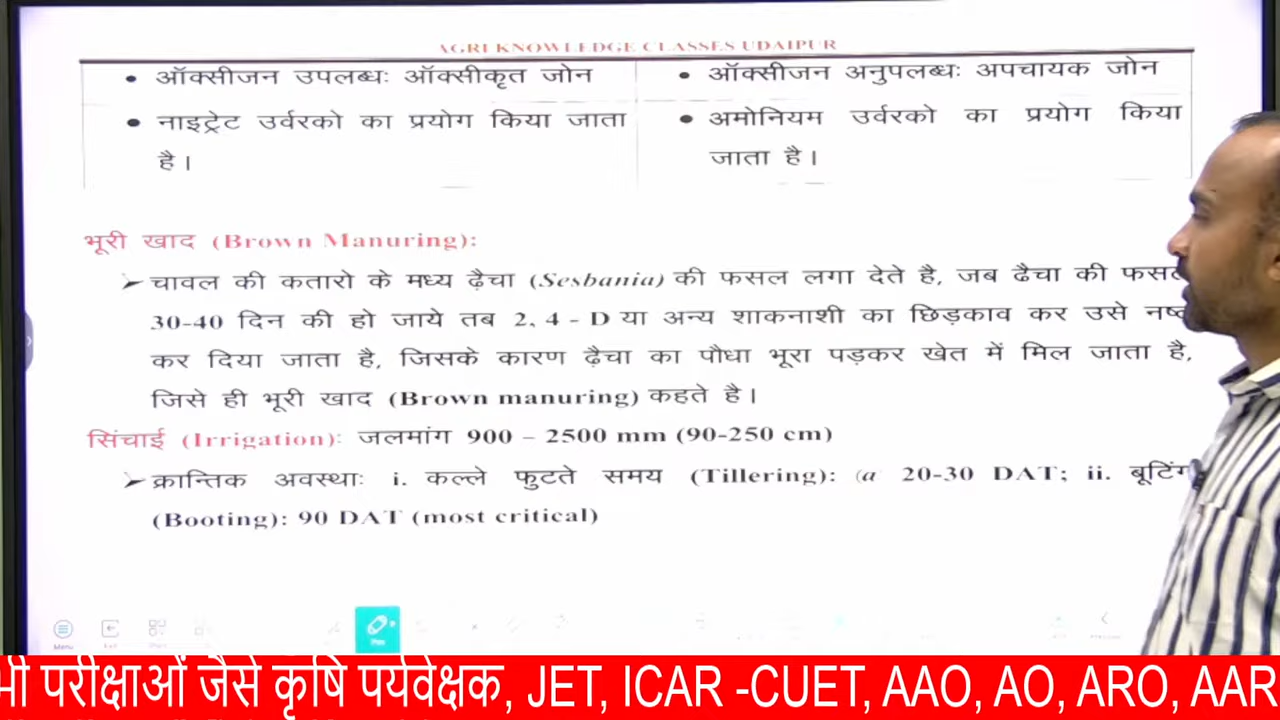 AGRI KNOWLEDGE CLASSES UDAIPUR
• ऑक्सीजन उपलब्धः ऑक्सीकृत जोन
• ऑक्सीजन अनुपलब्धः अपचायक जोन
• नाइट्रेट उर्वरको का प्रयोग किया जाता
है।
• अमोनियम उर्वरको का प्रयोग किया
जाता है।
भूरी खाद (Brown Manuring):
➢ चावल की कतारो के मध्य ढ़ैचा (Sesbania) की फसल लगा देते है, जब ढैचा की फसल
30-40 दिन की हो जाये तब 2, 4 - D या अन्य शाकनाशी का छिड़काव कर उसे नष्ट
कर दिया जाता है, जिसके कारण ढ़ैचा का पौधा भूरा पड़कर खेत में मिल जाता है,
जिसे ही भूरी खाद (Brown manuring) कहते है।
सिंचाई (Irrigation): जलमांग 900 – 2500 mm (90-250 cm)
➢ क्रान्तिक अवस्थाः i. कल्ले फुटते समय (Tillering): @ 20-30 DAT; ii. बूटिंग
(Booting): 90 DAT (most critical)
Menu
Exit
Pen
भी परीक्षाओं जैसे कृषि पर्यवेक्षक, JET, ICAR -CUET, AAO, AO, ARO, AAR